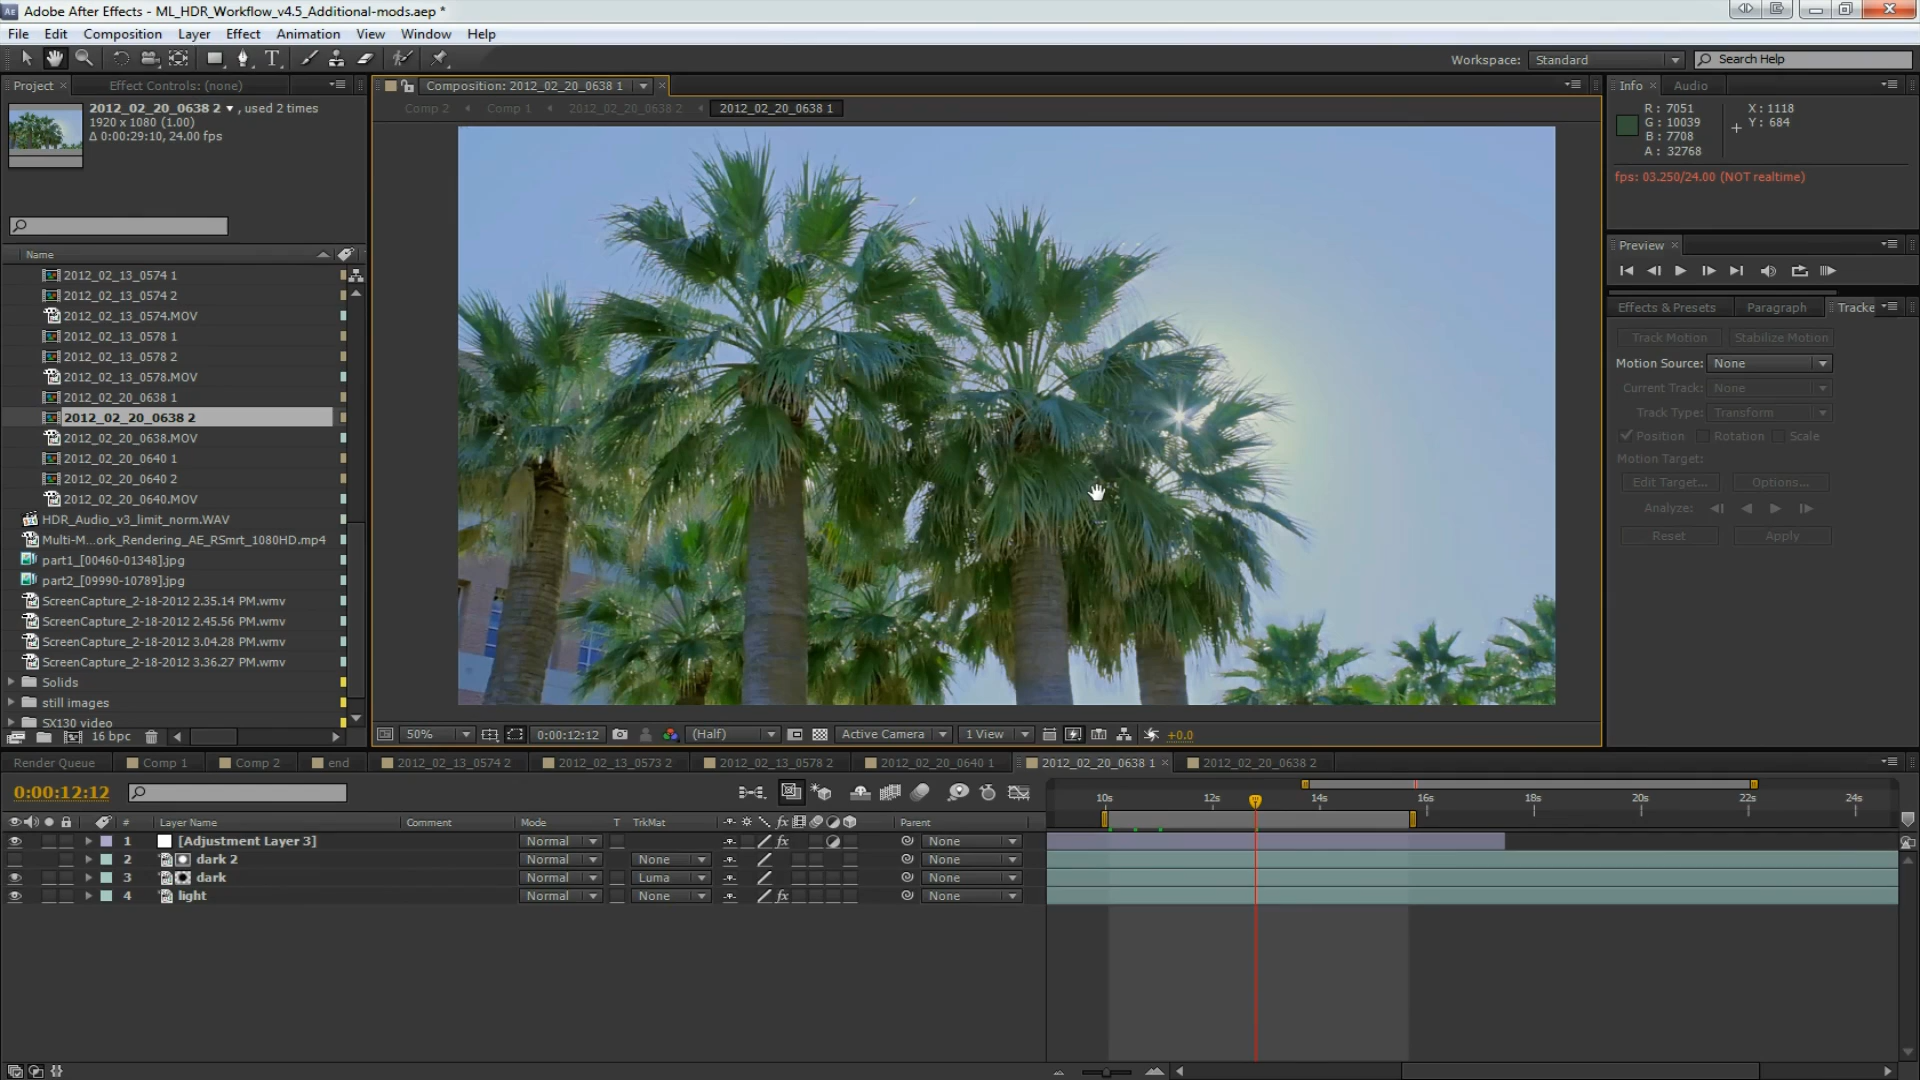 Adobe After Effects - ML_HDR_Workflow_v4.5_Additional-mods.aep *
File Edit Composition Layer Effect Animation View Window Help
Workspace: Standard Search Help
Project Effect Controls: (none)
2012_02_20_0638 2 , used 2 times
1920 x 1080 (1.00)
Δ 0:00:29:10, 24.00 fps
Name
2012_02_13_0574 1
2012_02_13_0574 2
2012_02_13_0574.MOV
2012_02_13_0578 1
2012_02_13_0578 2
2012_02_13_0578.MOV
2012_02_20_0638 1
2012_02_20_0638 2
2012_02_20_0638.MOV
2012_02_20_0640 1
2012_02_20_0640 2
2012_02_20_0640.MOV
HDR_Audio_v3_limit_norm.WAV
Multi-M...ork_Rendering_AE_RSmrt_1080HD.mp4
part1_[00460-01348].jpg
part2_[09990-10789].jpg
ScreenCapture_2-18-2012 2.35.14 PM.wmv
ScreenCapture_2-18-2012 2.45.56 PM.wmv
ScreenCapture_2-18-2012 3.04.28 PM.wmv
ScreenCapture_2-18-2012 3.36.27 PM.wmv
Solids
still images
SX130 video
16 bpc
Composition: 2012_02_20_0638 1
Comp 2 Comp 1 2012_02_20_0638 2 2012_02_20_0638 1
50% 0:00:12:12 (Half) Active Camera 1 View +0.0
Info Audio
R : 7051 X : 1118
G : 10039 Y : 684
B : 7708
A : 32768
fps: 03.250/24.00 (NOT realtime)
Preview
Effects & Presets Paragraph Tracke
Track Motion Stabilize Motion
Motion Source: None
Current Track: None
Track Type: Transform
Position Rotation Scale
Motion Target:
Edit Target... Options...
Analyze:
Reset Apply
Render Queue Comp 1 Comp 2 end 2012_02_13_0574 2 2012_02_13_0573 2 2012_02_13_0578 2 2012_02_20_0640 1 2012_02_20_0638 1 2012_02_20_0638 2
0:00:12:12
10s 12s 14s 16s 18s 20s 22s 24s
# Layer Name Comment Mode T TrkMat fx Parent
1 [Adjustment Layer 3] Normal fx None
2 dark 2 Normal None None
3 dark Normal Luma None
4 light Normal None fx None